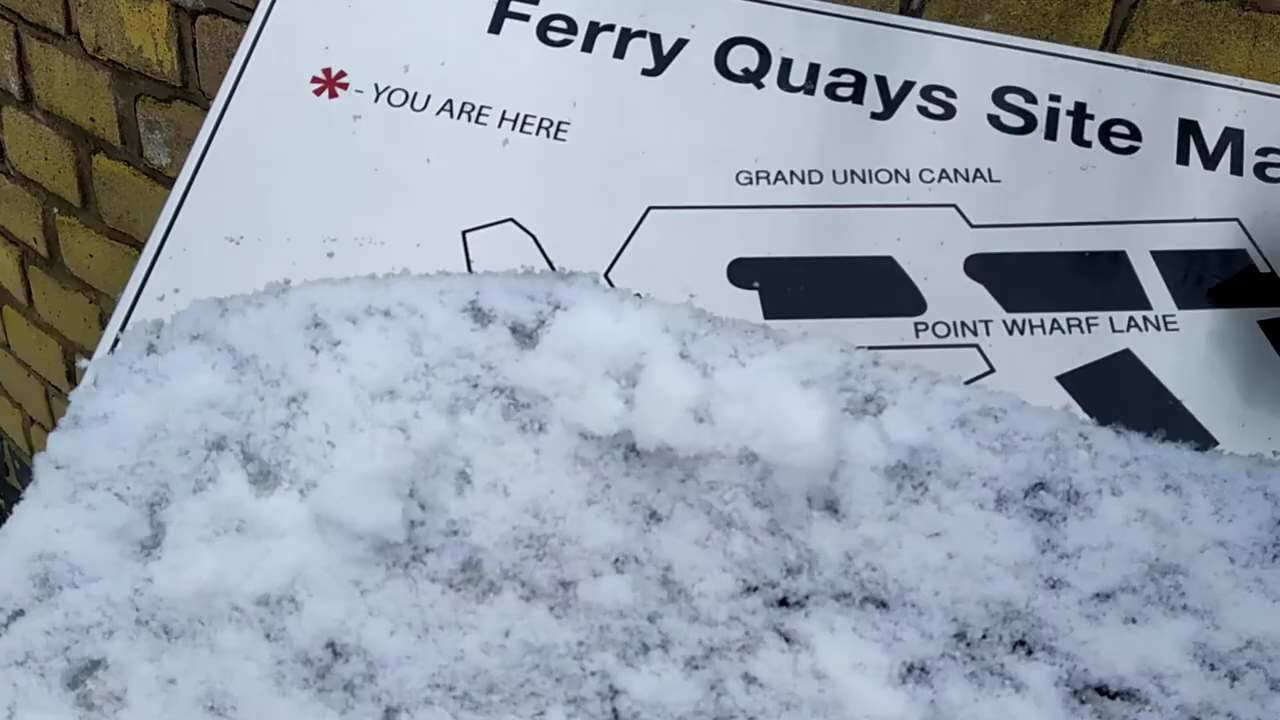 Ferry Quays Site Ma
* - YOU ARE HERE
GRAND UNION CANAL
POINT WHARF LANE